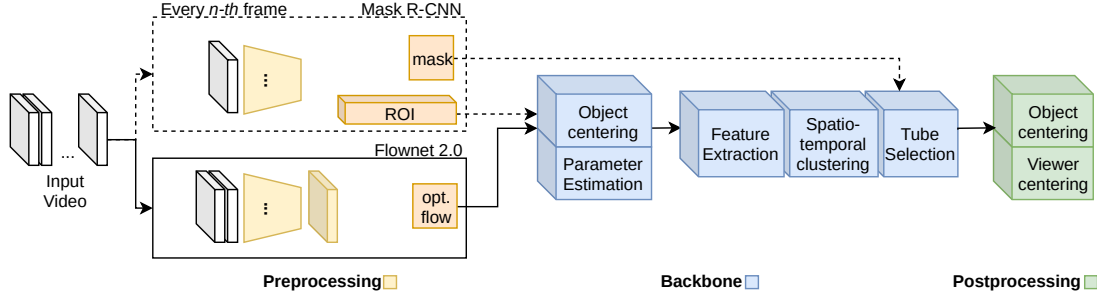 Every n-th frame
Mask R-CNN
...
mask
ROI
...
Input
Video
Flownet 2.0
...
opt.
flow
Object
centering
Parameter
Estimation
Feature
Extraction
Spatio-
temporal
clustering
Tube
Selection
Object
centering
Viewer
centering
Preprocessing
Backbone
Postprocessing